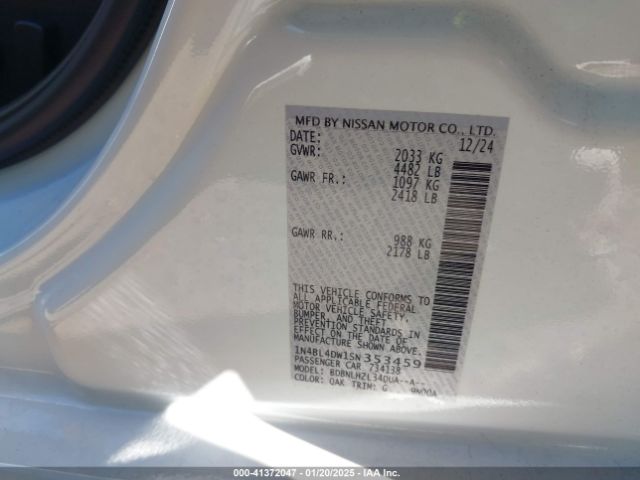 MFD BY NISSAN MOTOR CO., LTD.
DATE: 12/24
GVWR: 2033 KG
4482 LB
GAWR FR.: 1097 KG
2418 LB
GAWR RR.: 988 KG
2178 LB
THIS VEHICLE CONFORMS TO
ALL APPLICABLE FEDERAL
MOTOR VEHICLE SAFETY,
BUMPER, AND THEFT
PREVENTION STANDARDS IN
EFFECT ON THE DATE OF
MANUFACTURE SHOWN ABOVE.
1N4BL4DW1SN353459
PASSENGER CAR 734138
MODEL: BDBNLHZL34DUA--A-
COLOR: QAK TRIM: G
000-41372047 - 01/20/2025 - IAA Inc.